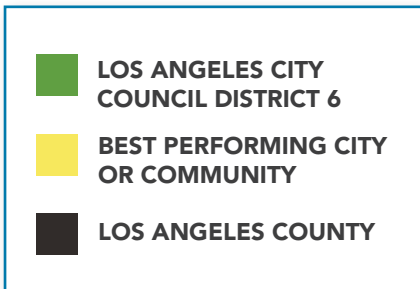 LOS ANGELES CITY
COUNCIL DISTRICT 6
BEST PERFORMING CITY
OR COMMUNITY
LOS ANGELES COUNTY